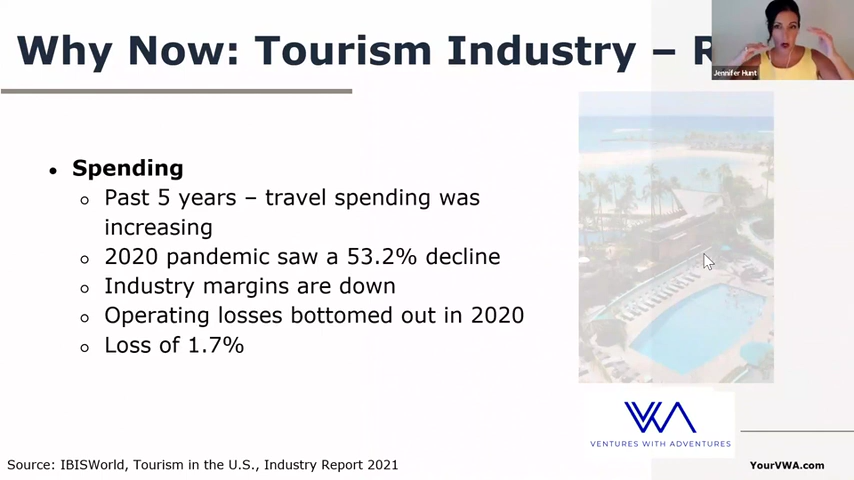 Why Now: Tourism Industry – R
Jennifer Hunt
• Spending
○ Past 5 years – travel spending was
increasing
○ 2020 pandemic saw a 53.2% decline
○ Industry margins are down
○ Operating losses bottomed out in 2020
○ Loss of 1.7%
VWA
VENTURES WITH ADVENTURES
Source: IBISWorld, Tourism in the U.S., Industry Report 2021
YourVWA.com